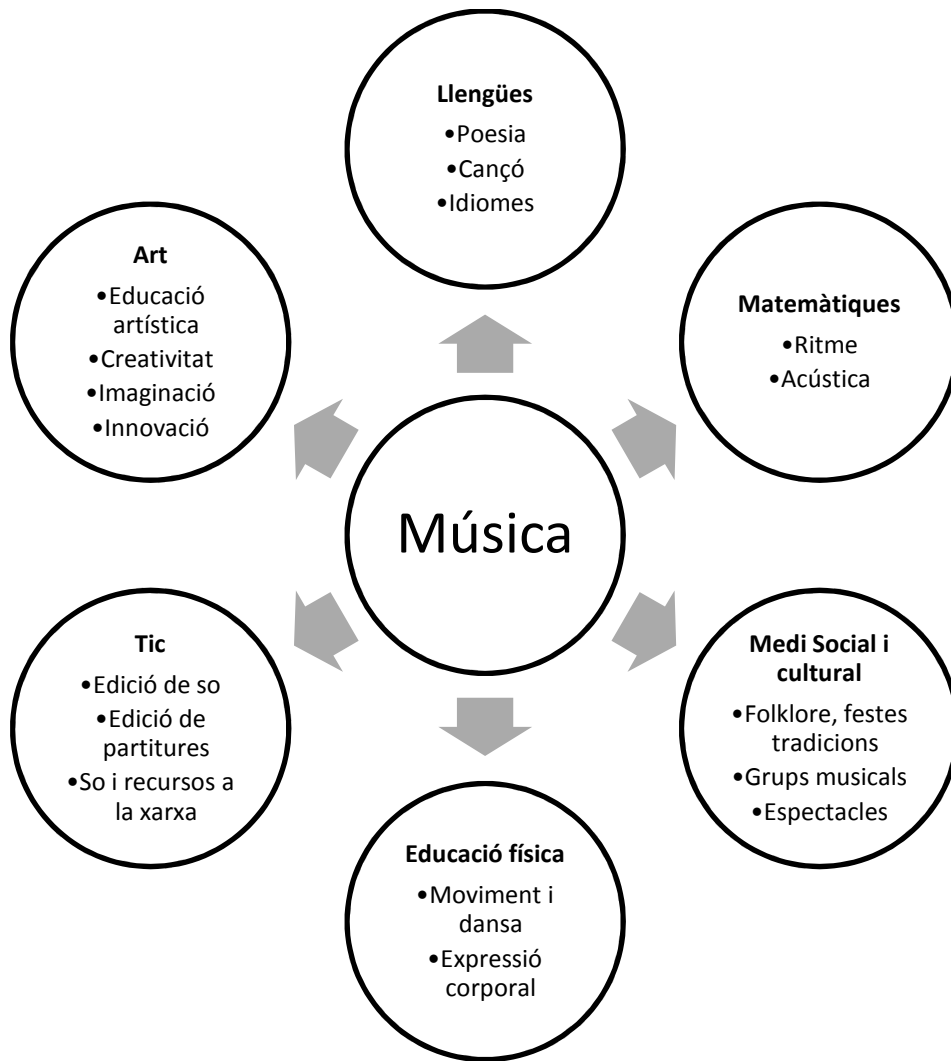 Llengües
•Poesia
•Cançó
•Idiomes
Art
•Educació
artística
•Creativitat
•Imaginació
•Innovació
Matemàtiques
•Ritme
•Acústica
Música
Tic
•Edició de so
•Edició de
partitures
•So i recursos a
la xarxa
Medi Social i
cultural
•Folklore, festes
tradicions
•Grups musicals
•Espectacles
Educació física
•Moviment i
dansa
•Expressió
corporal